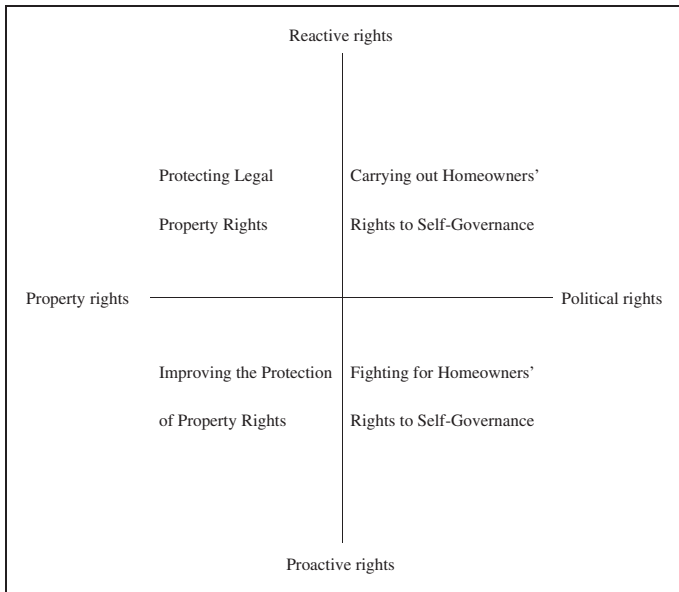 Reactive rights
Protecting Legal
Property Rights
Carrying out Homeowners’
Rights to Self-Governance
Property rights
Political rights
Improving the Protection
of Property Rights
Fighting for Homeowners’
Rights to Self-Governance
Proactive rights